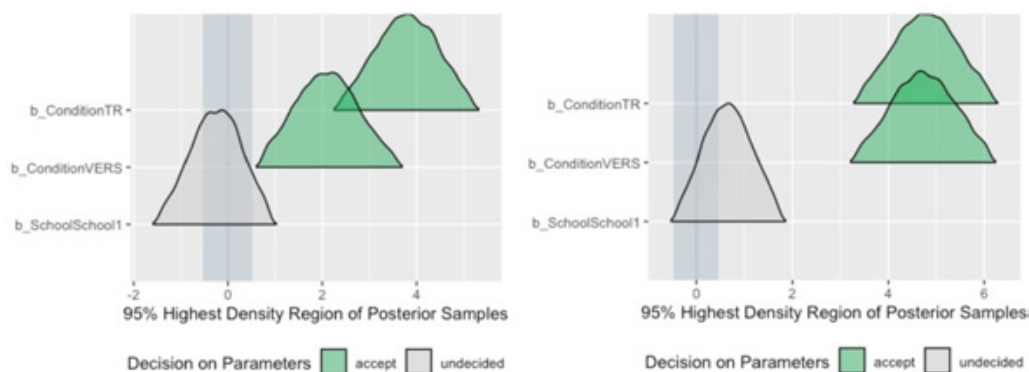 b_ConditionTR
b_ConditionVERS
b_SchoolSchool1
-2 0 2 4
95% Highest Density Region of Posterior Samples
Decision on Parameters accept undecided
b_ConditionTR
b_ConditionVERS
b_SchoolSchool1
0 2 4 6
95% Highest Density Region of Posterior Samples.
Decision on Parameters accept undecided